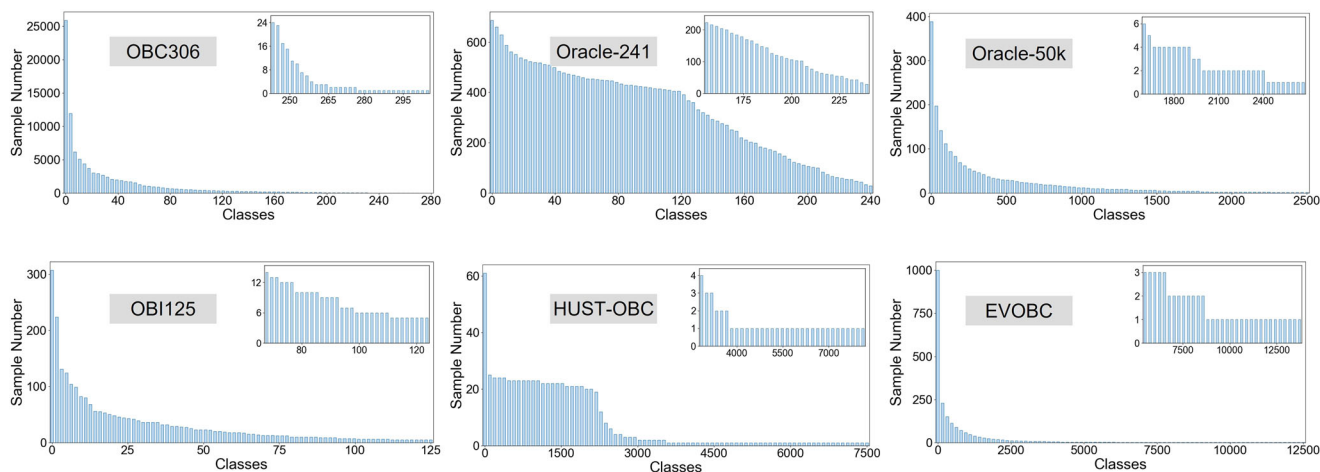 OBC306
Sample Number
25000
20000
15000
10000
5000
0
0 40 80 120 160 200 240 280
Classes
24
16
8
0
250 265 280 295
Oracle-241
Sample Number
600
400
200
0
0 40 80 120 160 200 241
Classes
200
100
0
175 200 225
Oracle-50k
Sample Number
400
300
200
100
0
0 500 1000 1500 2000 2500
Classes
6
4
2
0
1800 2100 2400
OBI125
Sample Number
300
200
100
0
0 25 50 75 100 125
Classes
12
6
0
80 100 120
HUST-OBC
Sample Number
60
40
20
0
0 1500 3000 4500 6000 7500
Classes
4
3
2
1
0
4000 5500 7000
EVOBC
Sample Number
1000
750
500
250
0
0 2500 5000 7500 10000 12500
Classes
3
2
1
0
7500 10000 12500